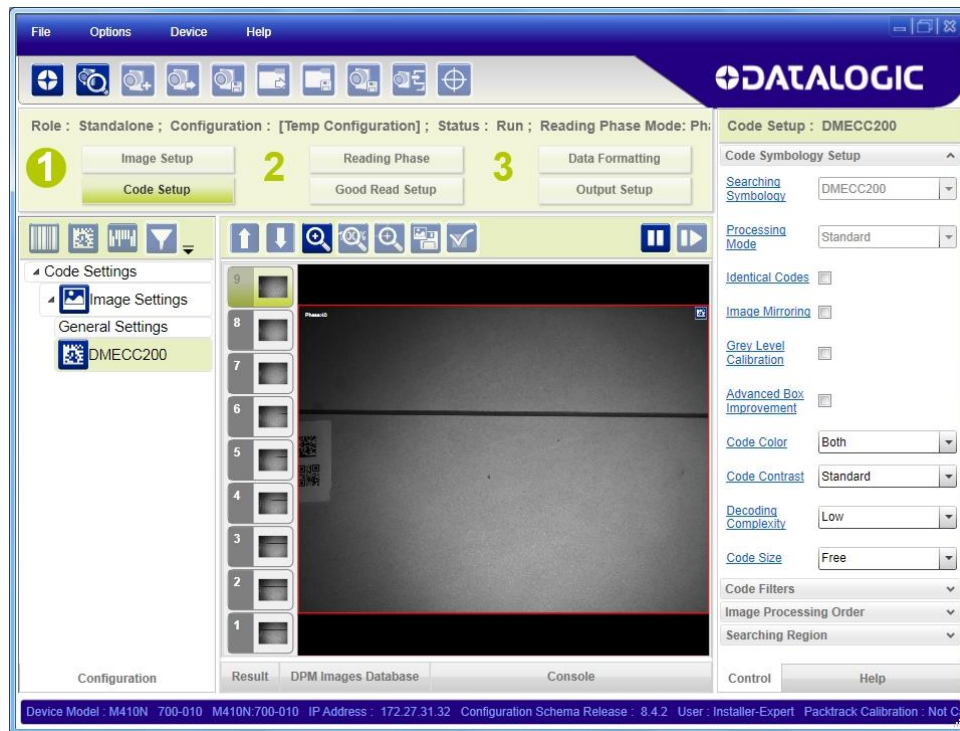 File Options Device Help
DATALOGIC
Role : Standalone ; Configuration : [Temp Configuration] ; Status : Run ; Reading Phase Mode: Pha
Code Setup : DMECC200
1 Image Setup 2 Reading Phase 3 Data Formatting
Code Setup Good Read Setup Output Setup
Code Symbology Setup
Searching Symbology DMECC200
Processing Mode Standard
Identical Codes
Image Mirroring
Grey Level Calibration
Advanced Box Improvement
Code Color Both
Code Contrast Standard
Decoding Complexity Low
Code Size Free
Code Filters
Image Processing Order
Searching Region
Control Help
Code Settings
Image Settings
General Settings
DMECC200
Configuration
9
8
7
6
5
4
3
2
1
Result DPM Images Database Console
Device Model : M410N 700-010 M410N:700-010 IP Address : 172.27.31.32 Configuration Schema Release : 8.4.2 User : Installer-Expert Packtrack Calibration : Not C